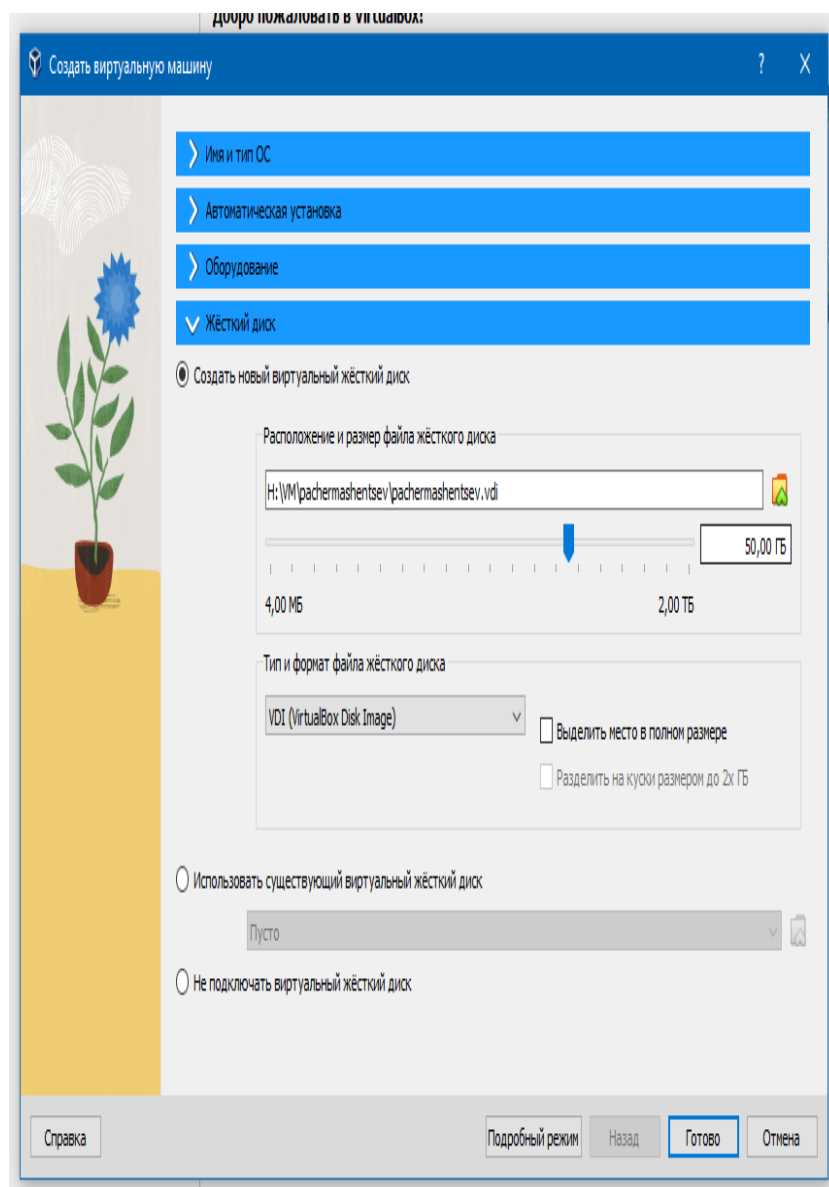 Добро пожаловать в VirtualBox!
Создать виртуальную машину
?
Имя и тип ОС
Автоматическая установка
Оборудование
Жёсткий диск
Создать новый виртуальный жёсткий диск
Расположение и размер файла жёсткого диска
H:\VM\pachermashentsev\pachermashentsev.vdi
50,00 ГБ
4,00 МБ 2,00 ТБ
Тип и формат файла жёсткого диска
VDI (VirtualBox Disk Image)
Выделить место в полном размере
Разделить на куски размером до 2х ГБ
Использовать существующий виртуальный жёсткий диск
Пусто
Не подключать виртуальный жёсткий диск
Справка Подробный режим Назад Готово Отмена